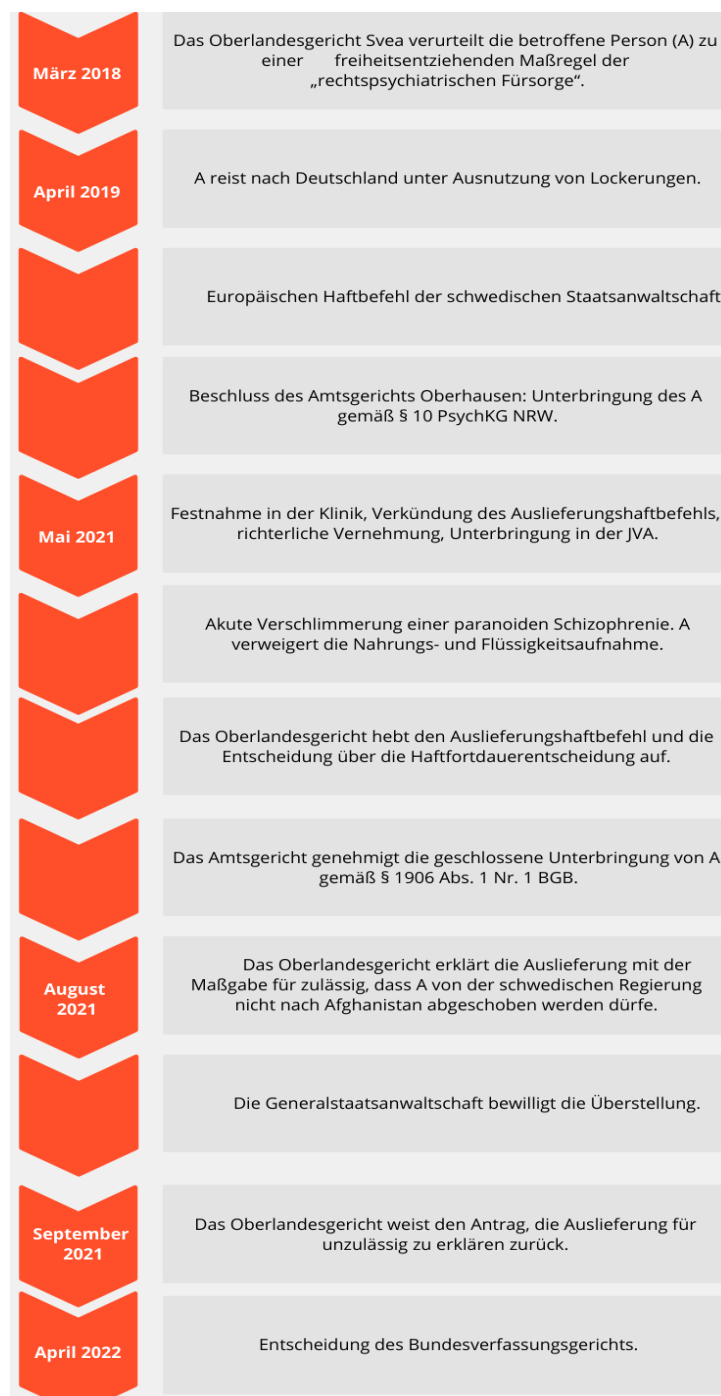 März 2018
Das Oberlandesgericht Svea verurteilt die betroffene Person (A) zu
einer freiheitsentziehenden Maßregel der
„rechtspsychiatrischen Fürsorge“.
April 2019
A reist nach Deutschland unter Ausnutzung von Lockerungen.
Europäischen Haftbefehl der schwedischen Staatsanwaltschaft
Beschluss des Amtsgerichts Oberhausen: Unterbringung des A
gemäß § 10 PsychKG NRW.
Mai 2021
Festnahme in der Klinik, Verkündung des Auslieferungshaftbefehls,
richterliche Vernehmung, Unterbringung in der JVA.
Akute Verschlimmerung einer paranoiden Schizophrenie. A
verweigert die Nahrungs- und Flüssigkeitsaufnahme.
Das Oberlandesgericht hebt den Auslieferungshaftbefehl und die
Entscheidung über die Haftfortdauerentscheidung auf.
Das Amtsgericht genehmigt die geschlossene Unterbringung von A
gemäß § 1906 Abs. 1 Nr. 1 BGB.
August
2021
Das Oberlandesgericht erklärt die Auslieferung mit der
Maßgabe für zulässig, dass A von der schwedischen Regierung
nicht nach Afghanistan abgeschoben werden dürfe.
Die Generalstaatsanwaltschaft bewilligt die Überstellung.
September
2021
Das Oberlandesgericht weist den Antrag, die Auslieferung für
unzulässig zu erklären zurück.
April 2022
Entscheidung des Bundesverfassungsgerichts.